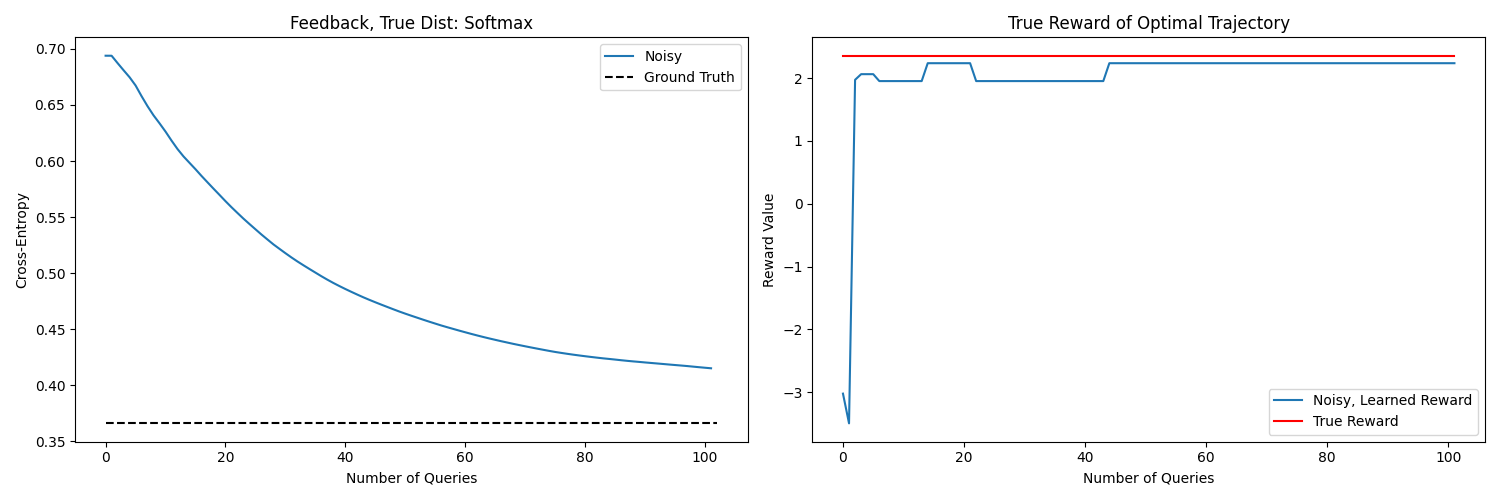 Feedback, True Dist: Softmax
0.70
0.65
0.60
0.55
0.50
0.45
0.40
0.35
Cross-Entropy
Noisy
Ground Truth
0
20
40
60
80
100
Number of Queries
True Reward of Optimal Trajectory
2
1
0
−1
−2
−3
Reward Value
Noisy, Learned Reward
True Reward
0
20
40
60
80
100
Number of Queries